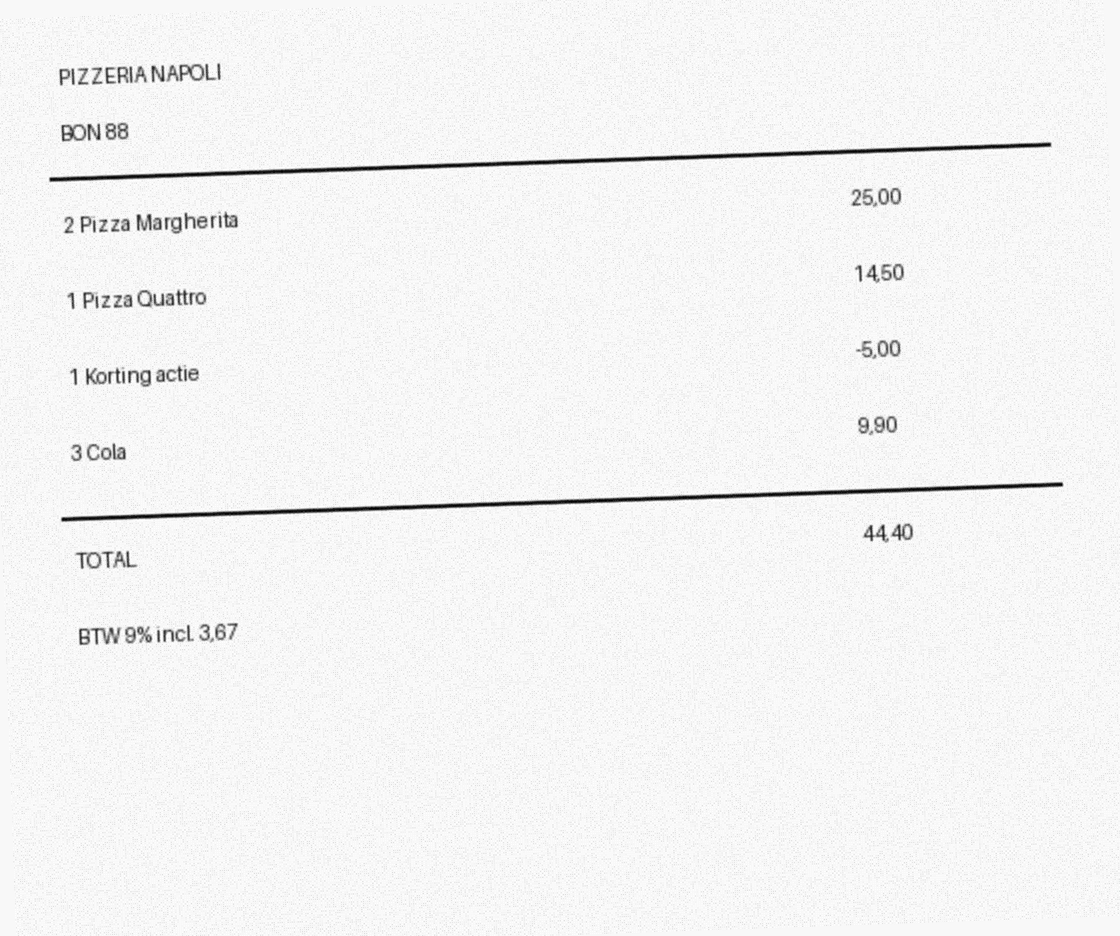 PIZZERIA NAPOLI
BON 88
2 Pizza Margherita 25,00
1 Pizza Quattro 14,50
1 Korting actie -5,00
3 Cola 9,90
TOTAL 44,40
BTW 9% incl. 3,67